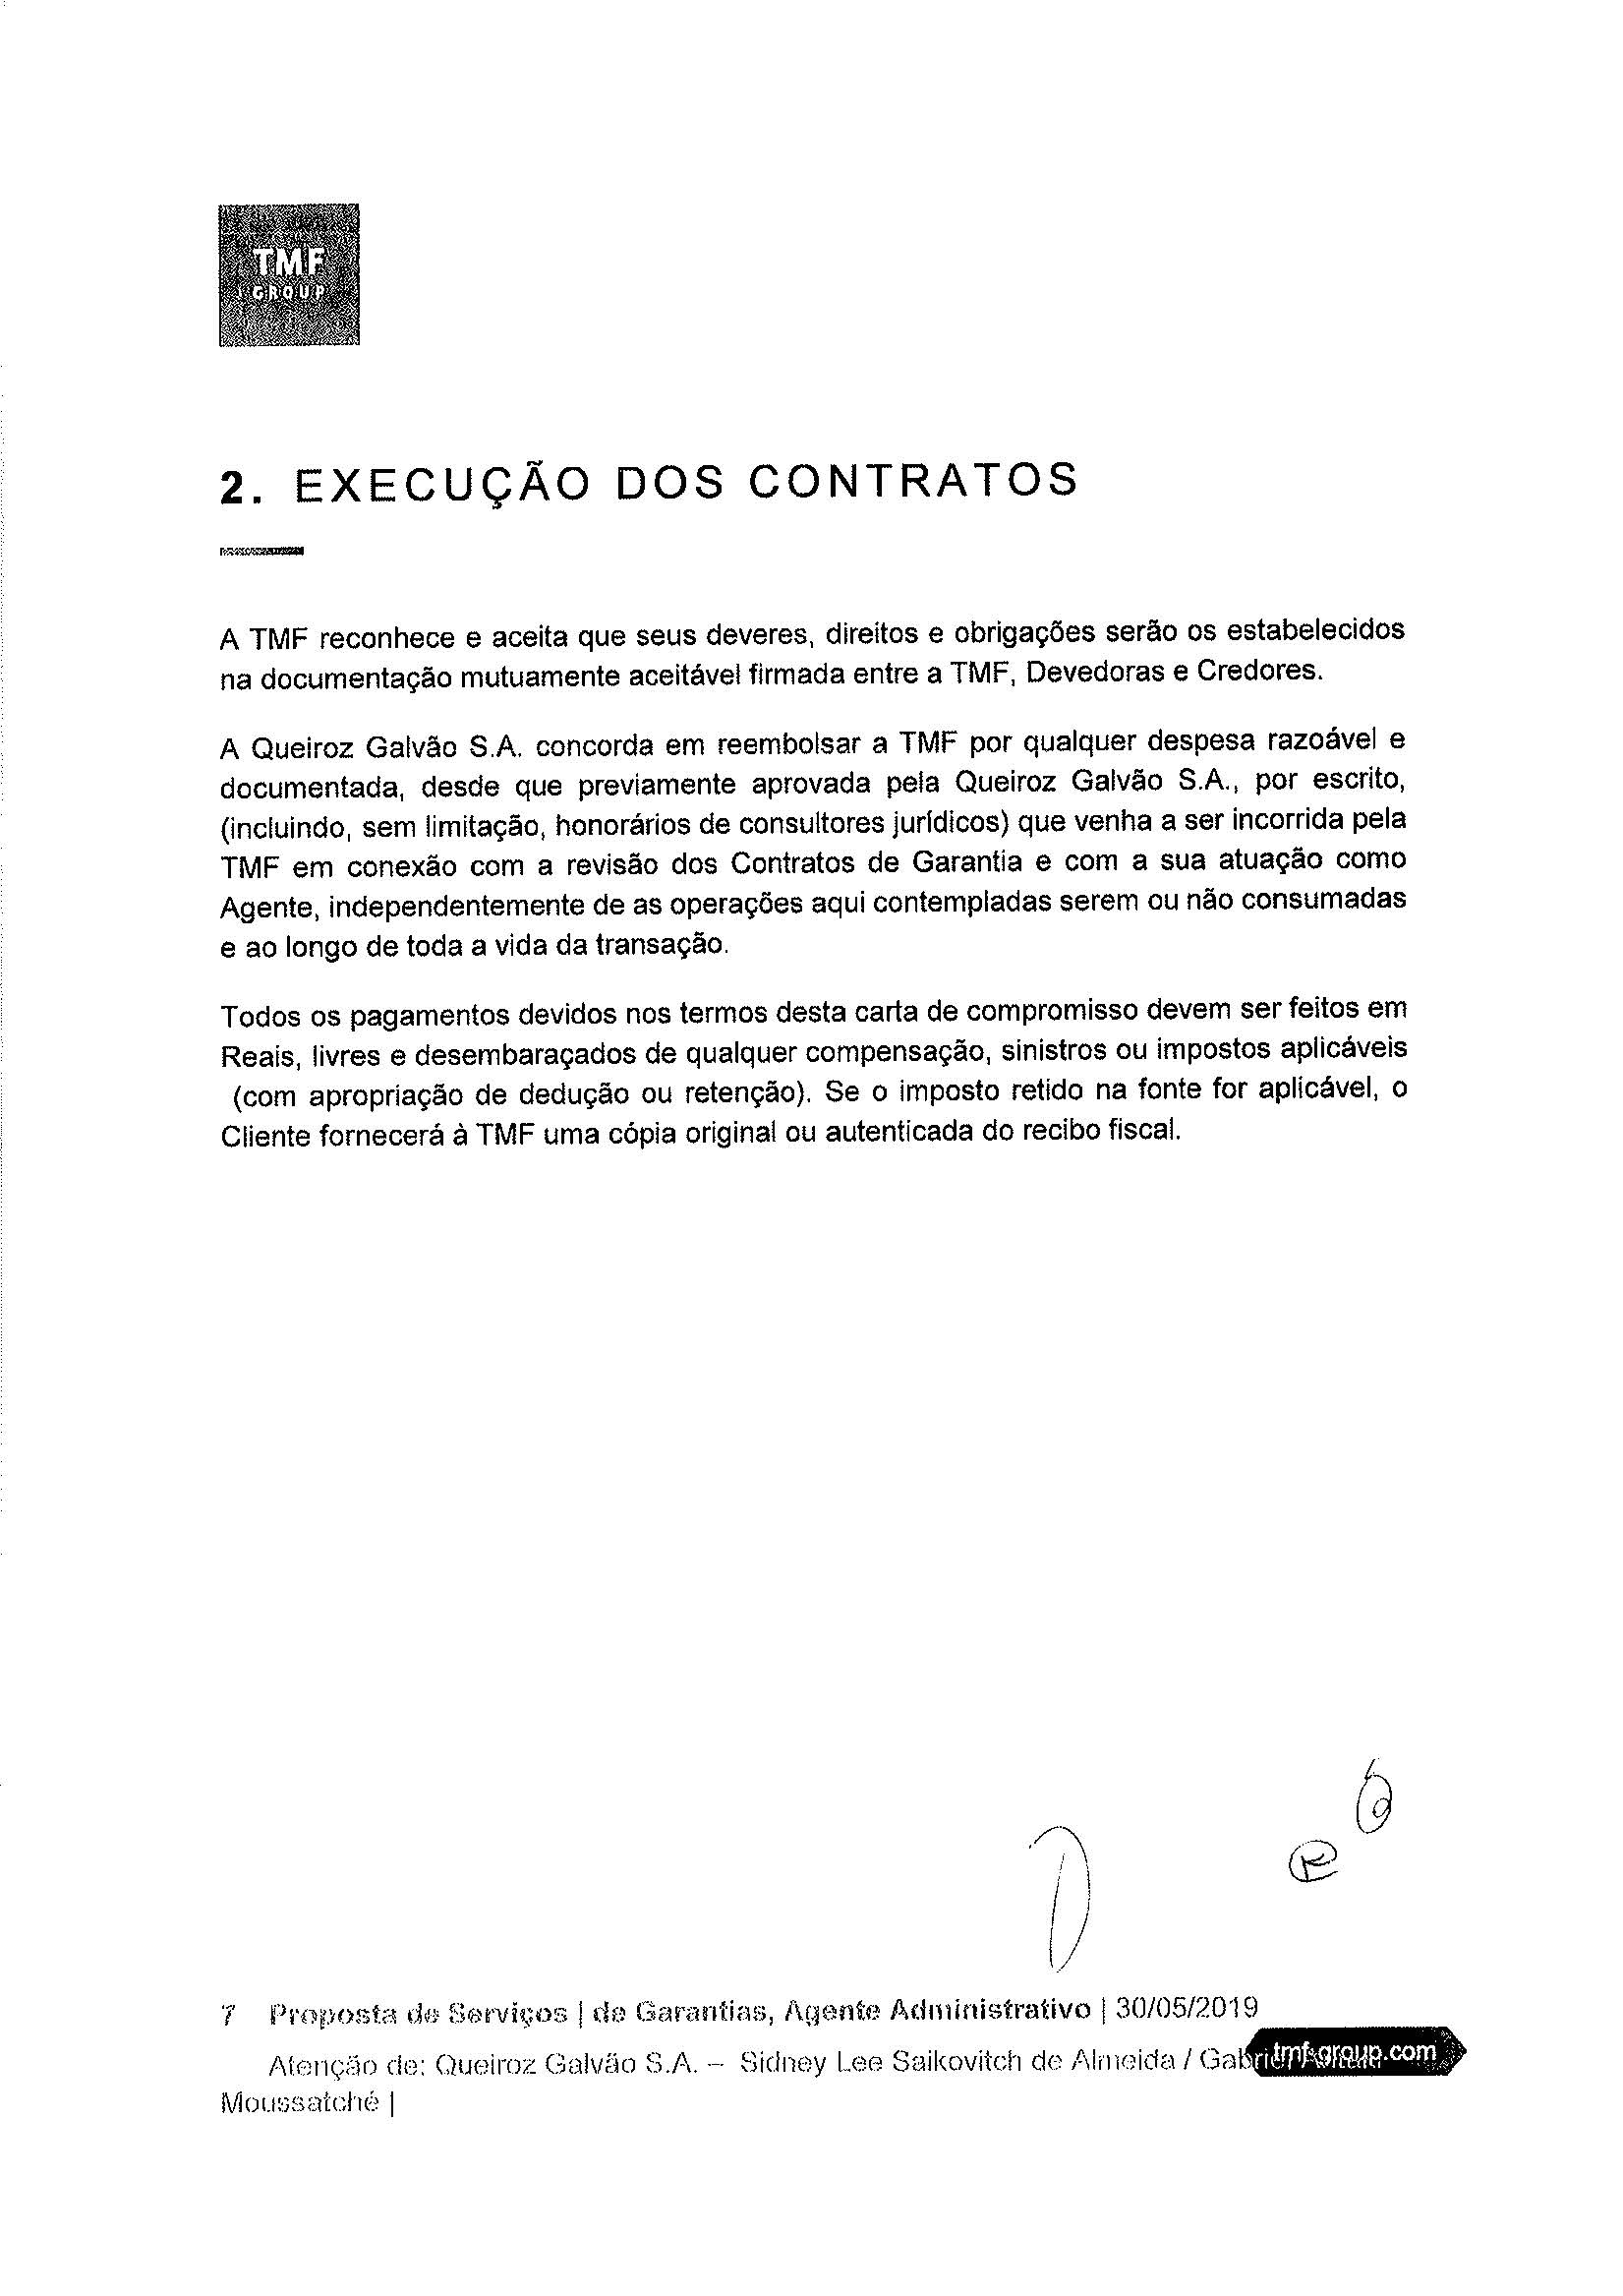 TMF
GROUP
2. EXECUÇÃO DOS CONTRATOS
A TMF reconhece e aceita que seus deveres, direitos e obrigações serão os estabelecidos
na documentação mutuamente aceitável firmada entre a TMF, Devedoras e Credores.
A Queiroz Galvão S.A. concorda em reembolsar a TMF por qualquer despesa razoável e
documentada, desde que previamente aprovada pela Queiroz Galvão S.A., por escrito,
(incluindo, sem limitação, honorários de consultores jurídicos) que venha a ser incorrida pela
TMF em conexão com a revisão dos Contratos de Garantia e com a sua atuação como
Agente, independentemente de as operações aqui contempladas serem ou não consumadas
e ao longo de toda a vida da transação.
Todos os pagamentos devidos nos termos desta carta de compromisso devem ser feitos em
Reais, livres e desembaraçados de qualquer compensação, sinistros ou impostos aplicáveis
(com apropriação de dedução ou retenção). Se o imposto retido na fonte for aplicável, o
Cliente fornecerá à TMF uma cópia original ou autenticada do recibo fiscal.
7 Proposta de Serviços | de Garantias, Agente Administrativo | 30/05/2019
Atenção de: Queiroz Galvão S.A. – Sidney Lee Saikovitch de Almeida / Gabriel
tmf-group.com
Moussatché |